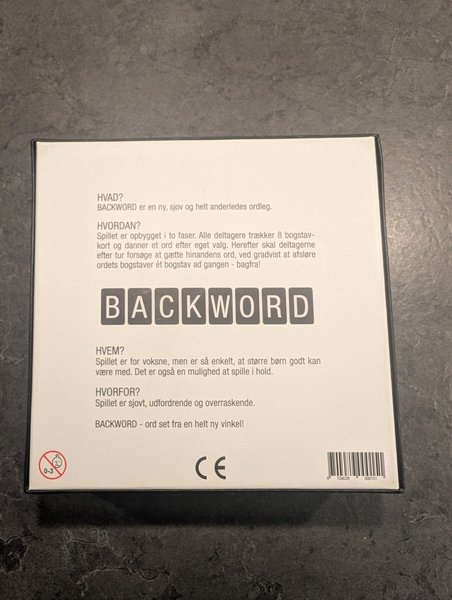 HVAD?
BACKWORD er en ny, sjov og helt anderledes ordleg.
HVORDAN?
Spillet er opbygget i to faser. Alle deltagere trækker 8 bogstav-
kort og danner et ord efter eget valg. Herefter skal deltagerne
efter tur forsøge at gætte hinandens ord, ved gradvist at afsløre
ordets bogstaver ét bogstav ad gangen - bagfra!
BACKWORD
HVEM?
Spillet er for voksne, men er så enkelt, at større børn godt kan
være med. Det er også en mulighed at spille i hold.
HVORFOR?
Spillet er sjovt, udfordrende og overraskende.
BACKWORD - ord set fra en helt ny vinkel!
0-3
CE